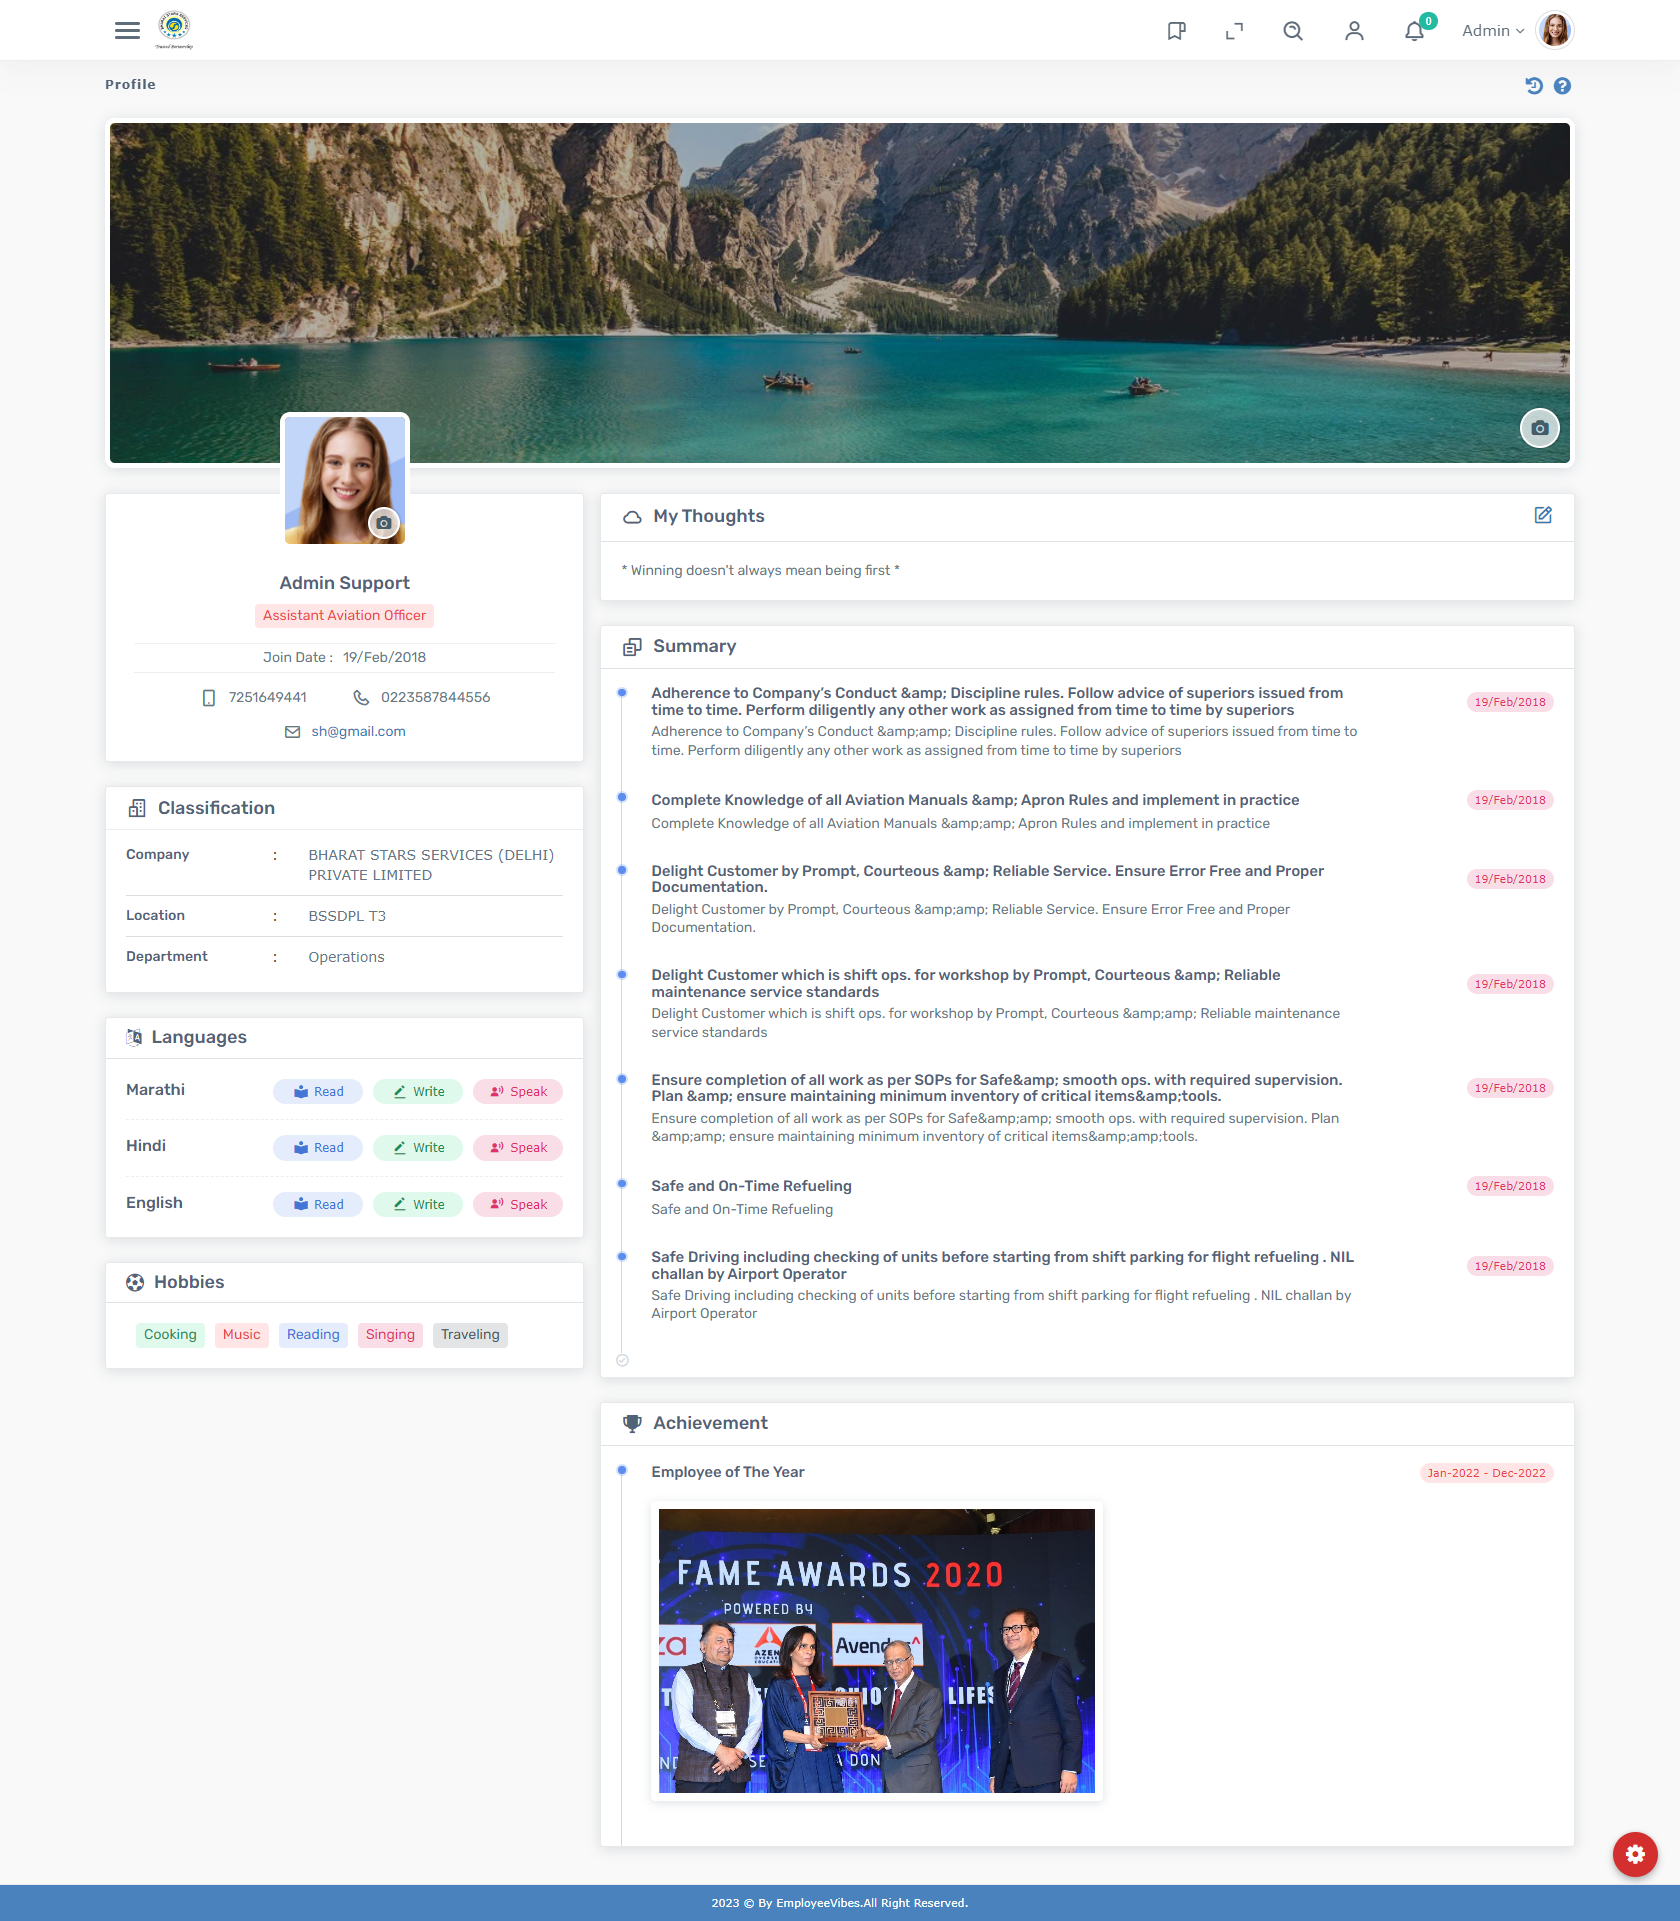 0
Admin
Profile
Admin Support
Assistant Aviation Officer
Join Date : 19/Feb/2018
7251649441 0223587844556
sh@gmail.com
Classification
Company : BHARAT STARS SERVICES (DELHI)
PRIVATE LIMITED
Location : BSSDPL T3
Department : Operations
Languages
Marathi Read Write Speak
Hindi Read Write Speak
English Read Write Speak
Hobbies
Cooking Music Reading Singing Traveling
My Thoughts
* Winning doesn't always mean being first *
Summary
Adherence to Company's Conduct &amp; Discipline rules. Follow advice of superiors issued from
time to time. Perform diligently any other work as assigned from time to time by superiors
19/Feb/2018
Adherence to Company's Conduct &amp;amp; Discipline rules. Follow advice of superiors issued from time to
time. Perform diligently any other work as assigned from time to time by superiors
Complete Knowledge of all Aviation Manuals &amp; Apron Rules and implement in practice
19/Feb/2018
Complete Knowledge of all Aviation Manuals &amp;amp; Apron Rules and implement in practice
Delight Customer by Prompt, Courteous &amp; Reliable Service. Ensure Error Free and Proper
Documentation.
19/Feb/2018
Delight Customer by Prompt, Courteous &amp;amp; Reliable Service. Ensure Error Free and Proper
Documentation.
Delight Customer which is shift ops. for workshop by Prompt, Courteous &amp; Reliable
maintenance service standards
19/Feb/2018
Delight Customer which is shift ops. for workshop by Prompt, Courteous &amp;amp; Reliable maintenance
service standards
Ensure completion of all work as per SOPs for Safe&amp; smooth ops. with required supervision.
Plan &amp; ensure maintaining minimum inventory of critical items&amp;tools.
19/Feb/2018
Ensure completion of all work as per SOPs for Safe&amp;amp; smooth ops. with required supervision. Plan
&amp;amp; ensure maintaining minimum inventory of critical items&amp;amp;tools.
Safe and On-Time Refueling
19/Feb/2018
Safe and On-Time Refueling
Safe Driving including checking of units before starting from shift parking for flight refueling . NIL
challan by Airport Operator
19/Feb/2018
Safe Driving including checking of units before starting from shift parking for flight refueling . NIL challan by
Airport Operator
Achievement
Employee of The Year
Jan-2022 - Dec-2022
FAME AWARDS 2020
POWERED BY
2023 © By EmployeeVibes.All Right Reserved.